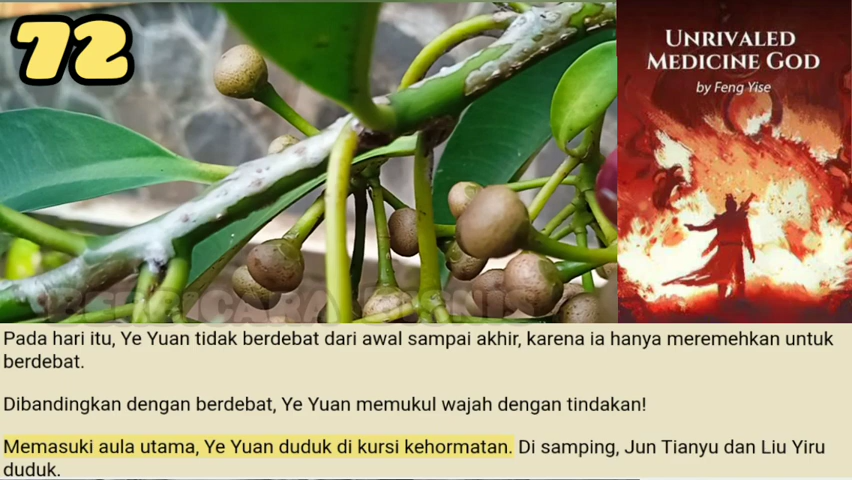 72
UNRIVALED
MEDICINE GOD
by Feng Yise
BERBICARA BISNIS
Pada hari itu, Ye Yuan tidak berdebat dari awal sampai akhir, karena ia hanya meremehkan untuk
berdebat.
Dibandingkan dengan berdebat, Ye Yuan memukul wajah dengan tindakan!
Memasuki aula utama, Ye Yuan duduk di kursi kehormatan. Di samping, Jun Tianyu dan Liu Yiru
duduk.